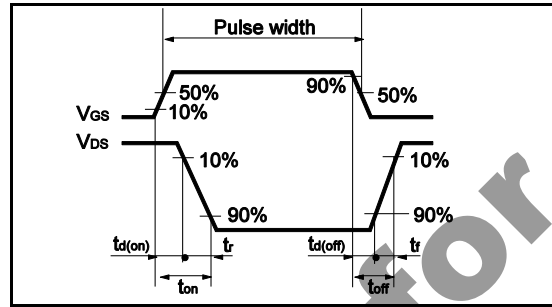 Pulse width
90%
50%
50%
10%
VGS
VDS
10%
10%
90%
90%
td(on)
tr
td(off)
tf
ton
toff
for